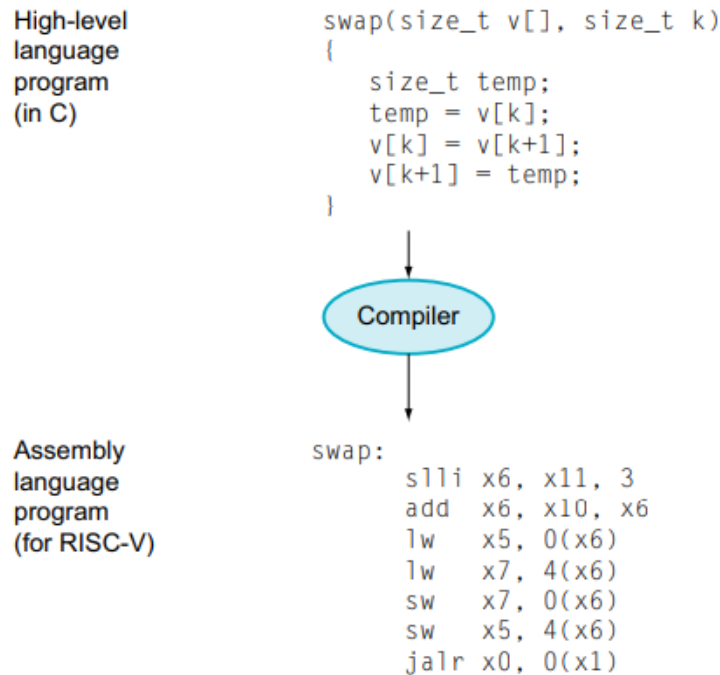 High-level
language
program
(in C)
swap(size_t v[], size_t k)
{
   size_t temp;
   temp = v[k];
   v[k] = v[k+1];
   v[k+1] = temp;
}
Compiler
Assembly
language
program
(for RISC-V)
swap:
      slli x6, x11, 3
      add  x6, x10, x6
      lw   x5, 0(x6)
      lw   x7, 4(x6)
      sw   x7, 0(x6)
      sw   x5, 4(x6)
      jalr x0, 0(x1)